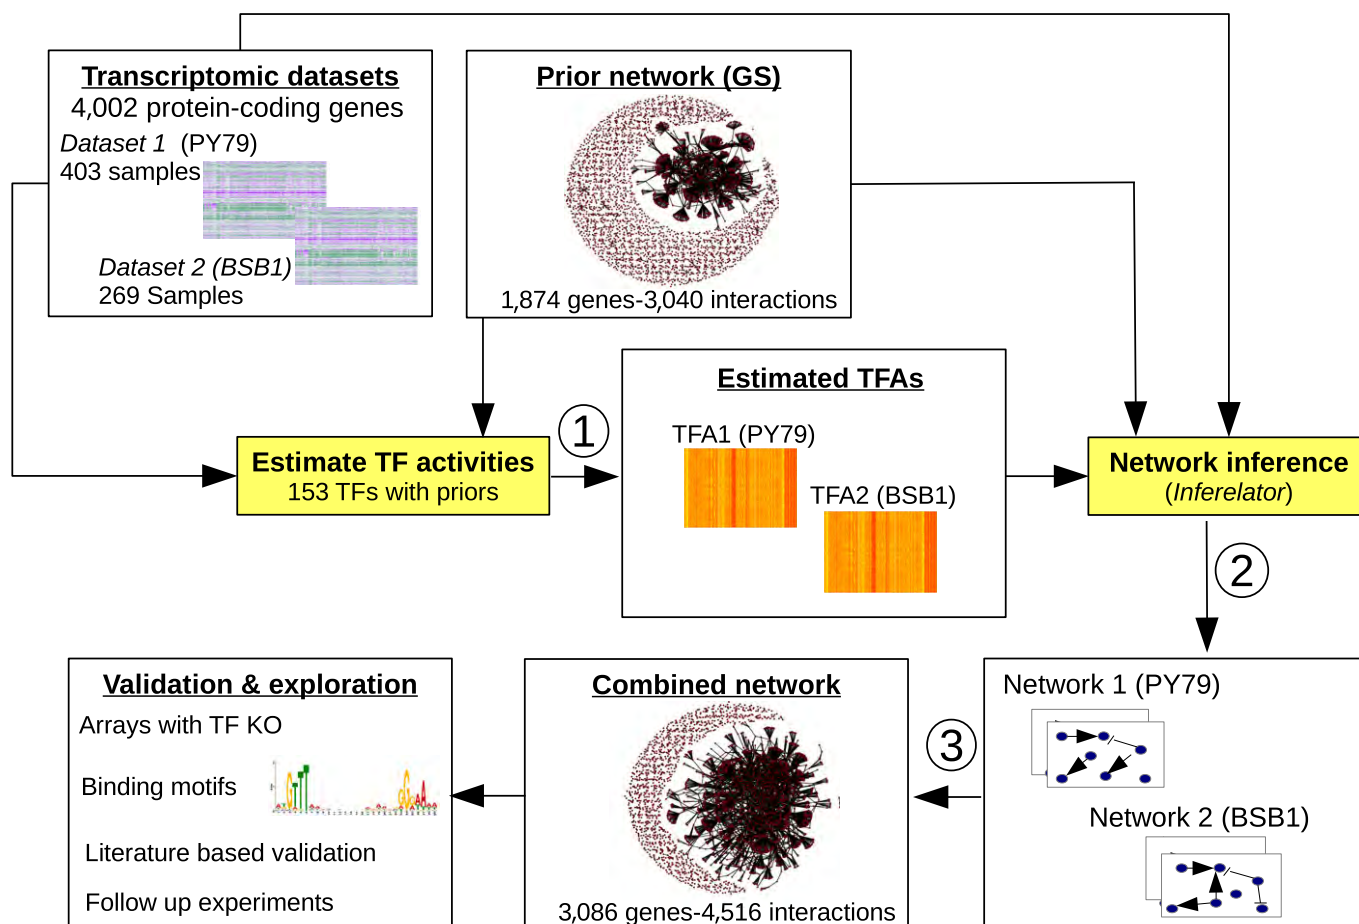 Transcriptomic datasets
4,002 protein-coding genes
Dataset 1 (PY79)
403 samples
Dataset 2 (BSB1)
269 Samples
Prior network (GS)
1,874 genes-3,040 interactions
Estimate TF activities
153 TFs with priors
1
Estimated TFAs
TFA1 (PY79)
TFA2 (BSB1)
Network inference
(Inferelator)
2
Network 1 (PY79)
Network 2 (BSB1)
3
Combined network
3,086 genes-4,516 interactions
Validation & exploration
Arrays with TF KO
Binding motifs
Literature based validation
Follow up experiments